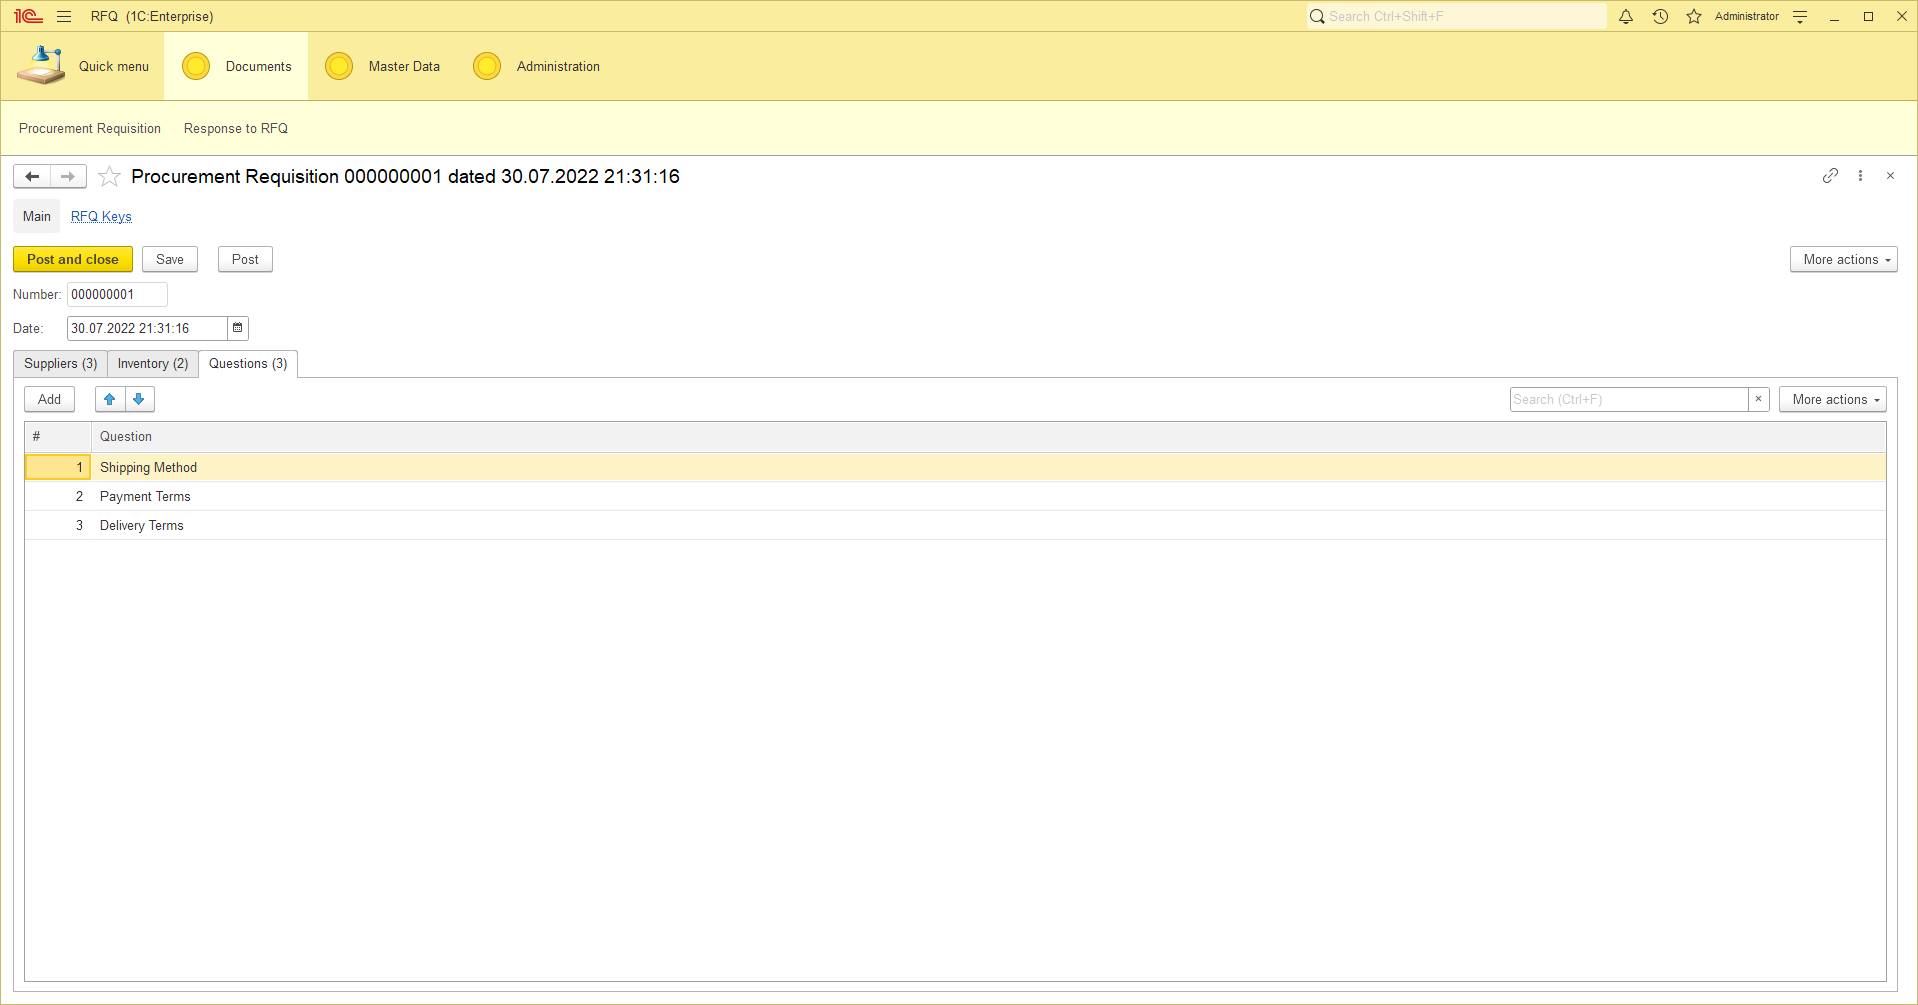 1C RFQ (1C:Enterprise) Search Ctrl+Shift+F Administrator
Quick menu Documents Master Data Administration
Procurement Requisition Response to RFQ
Procurement Requisition 000000001 dated 30.07.2022 21:31:16
Main RFQ Keys
Post and close Save Post More actions
Number: 000000001
Date: 30.07.2022 21:31:16
Suppliers (3) Inventory (2) Questions (3)
Add Search (Ctrl+F) × More actions
# Question
1 Shipping Method
2 Payment Terms
3 Delivery Terms